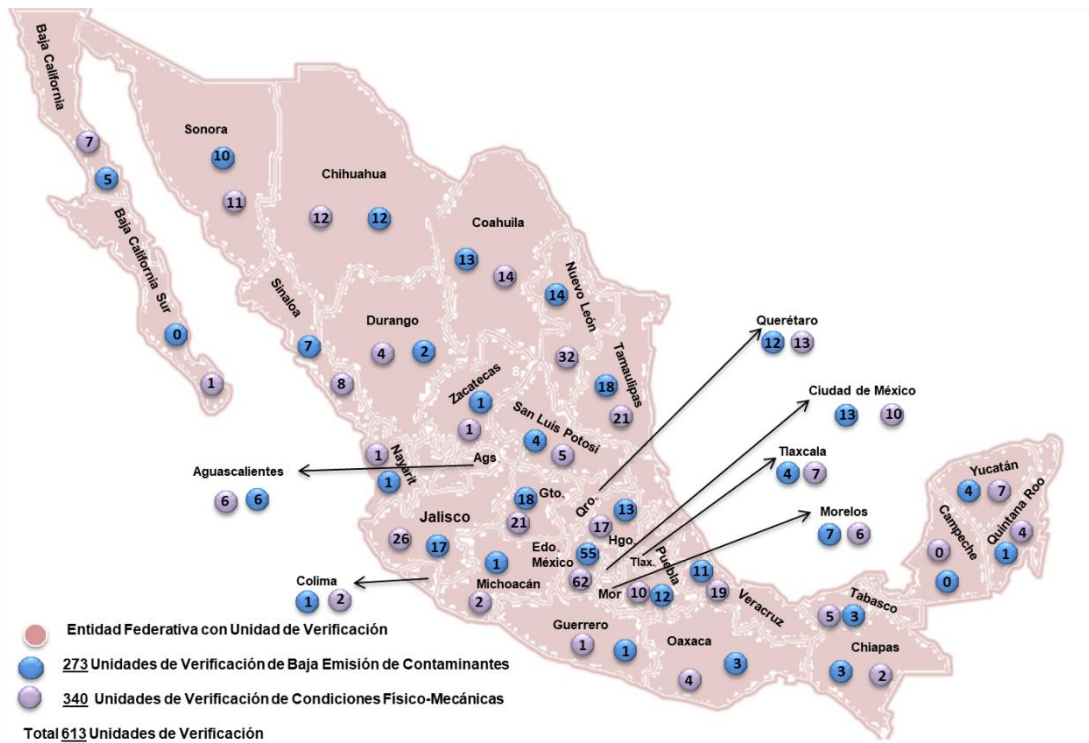 Baja California
7
5
Sonora
10
11
Chihuahua
12 12
Coahuila
13
14
Nuevo León
14
32
Tamaulipas
18
21
Baja California Sur
0
1
Sinaloa
7
8
Durango
4 2
Zacatecas
1
1
San Luis Potosí
4
5
8
Querétaro
12 13
Ciudad de México
13 10
Tlaxcala
4 7
Morelos
7 6
Aguascalientes
6 6
Ags.
Nayarit
1
1
Jalisco
26 17
Gto.
18
21
Qro.
Hgo.
13
17
Edo.
México
55
62
Tlax.
Mor
Puebla
10 12
Veracruz
11
19
Colima
1 2
Michoacán
1
2
Guerrero
1 1
Oaxaca
4 3
Tabasco
5 3
Chiapas
3 2
Campeche
0
0
Yucatán
4 7
Quintana Roo
4
1
Entidad Federativa con Unidad de Verificación
273 Unidades de Verificación de Baja Emisión de Contaminantes
340 Unidades de Verificación de Condiciones Físico-Mecánicas
Total 613 Unidades de Verificación